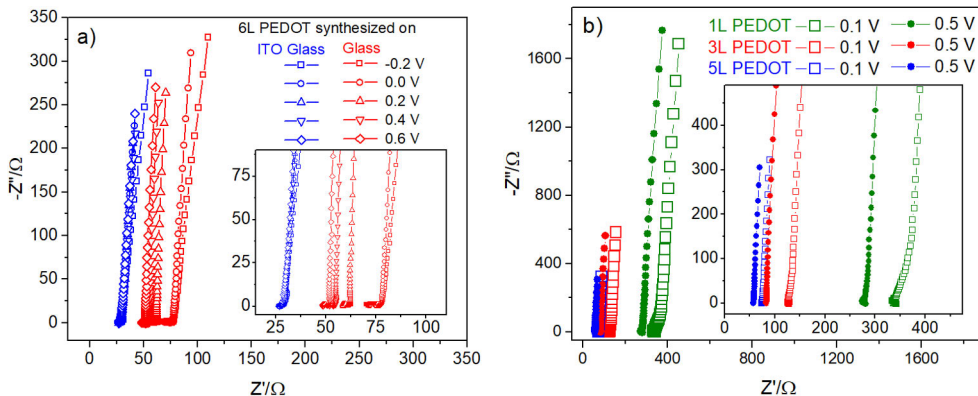 a)
6L PEDOT synthesized on
ITO Glass Glass
-0.2 V
0.0 V
0.2 V
0.4 V
0.6 V
350
300
250
200
150
100
50
0
-Z"/Ω
0 50 100 150 200 250 300 350
Z'/Ω
75
50
25
0
25 50 75 100
b)
1L PEDOT 0.1 V 0.5 V
3L PEDOT 0.1 V 0.5 V
5L PEDOT 0.1 V 0.5 V
1600
1200
800
400
0
-Z"/Ω
0 400 800 1200 1600
Z'/Ω
400
300
200
100
0
0 100 200 300 400